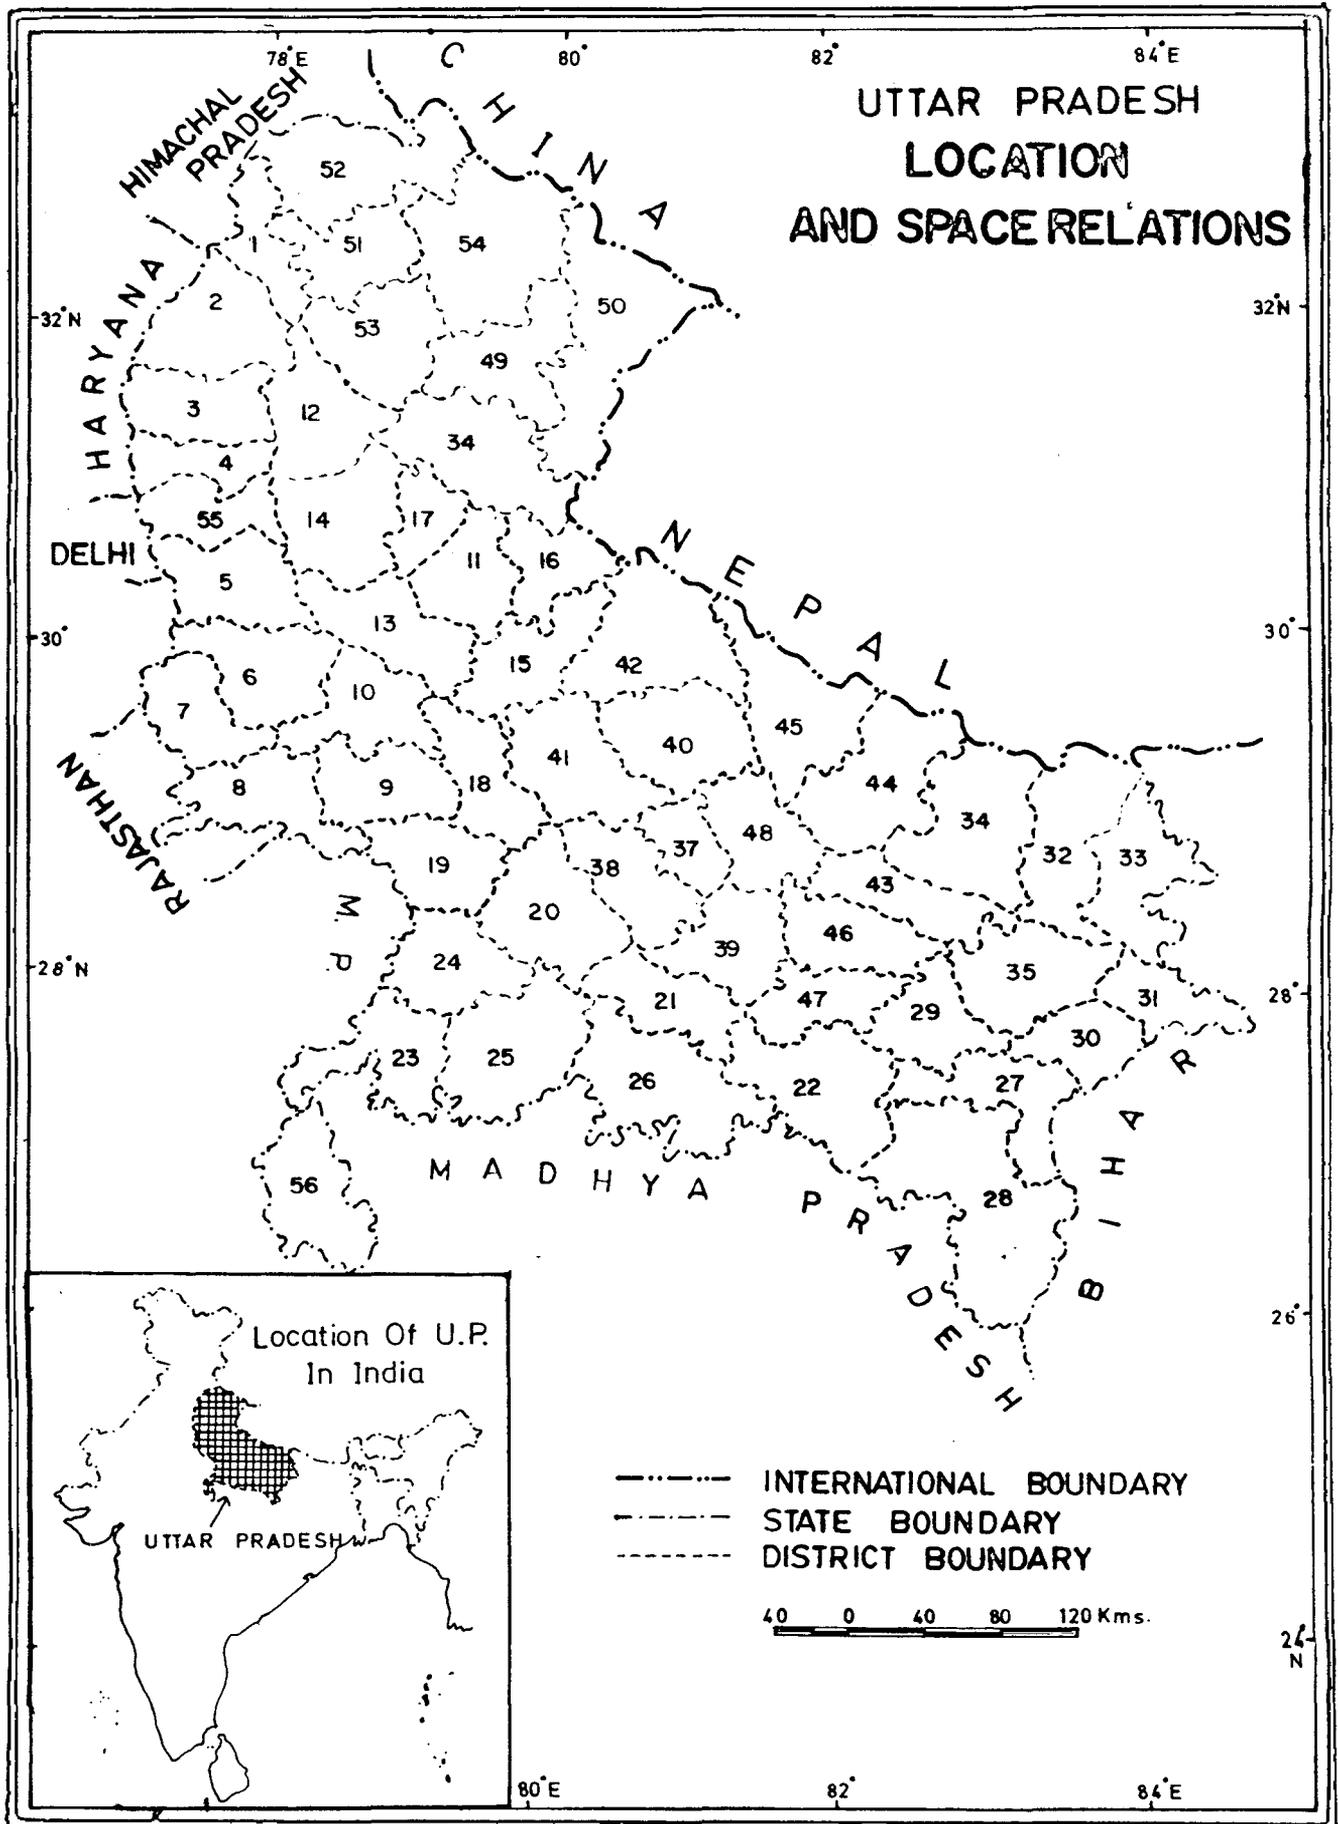 78°E
80°
82°
84°E
UTTAR PRADESH
LOCATION
AND SPACE RELATIONS
HIMACHAL
PRADESH
CHINA
HARYANA
DELHI
RAJASTHAN
NEPAL
M P
MADHYA PRADESH
BIHAR
32°N
32°N
30°
30°
28°N
28°
26°
24°
N
52
1
51
54
2
50
53
49
3
12
34
4
55
14
17
11
16
5
13
15
42
6
10
7
45
40
41
44
8
9
18
34
48
37
32
33
19
38
43
20
46
39
24
35
21
47
31
29
30
23
25
26
22
27
56
28
Location Of U.P.
In India
UTTAR PRADESH
INTERNATIONAL BOUNDARY
STATE BOUNDARY
DISTRICT BOUNDARY
40 0 40 80 120 Kms.
80°E
82°
84°E